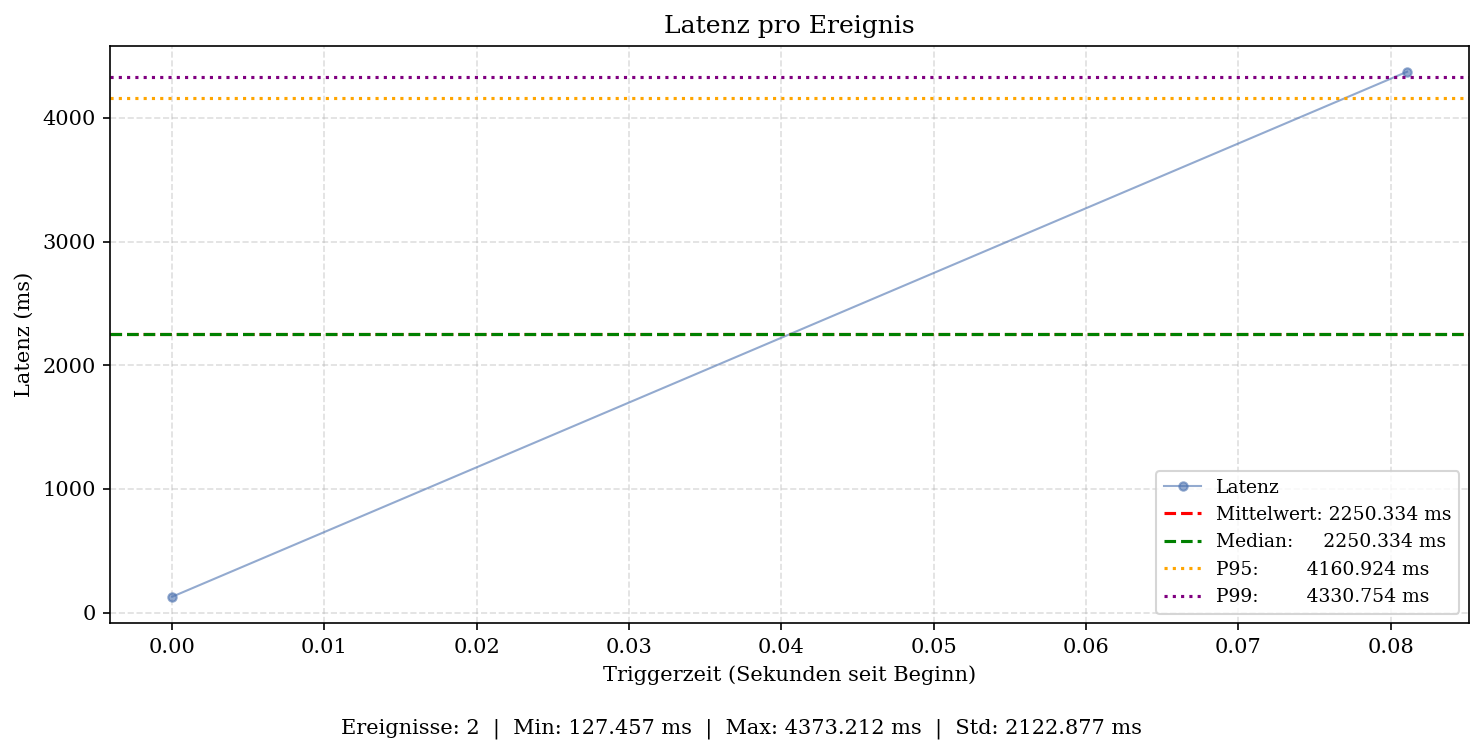 Latenz pro Ereignis
Latenz (ms)
4000
3000
2000
1000
0
Latenz
Mittelwert: 2250.334 ms
Median: 2250.334 ms
P95: 4160.924 ms
P99: 4330.754 ms
0.00 0.01 0.02 0.03 0.04 0.05 0.06 0.07 0.08
Triggerzeit (Sekunden seit Beginn)
Ereignisse: 2 | Min: 127.457 ms | Max: 4373.212 ms | Std: 2122.877 ms